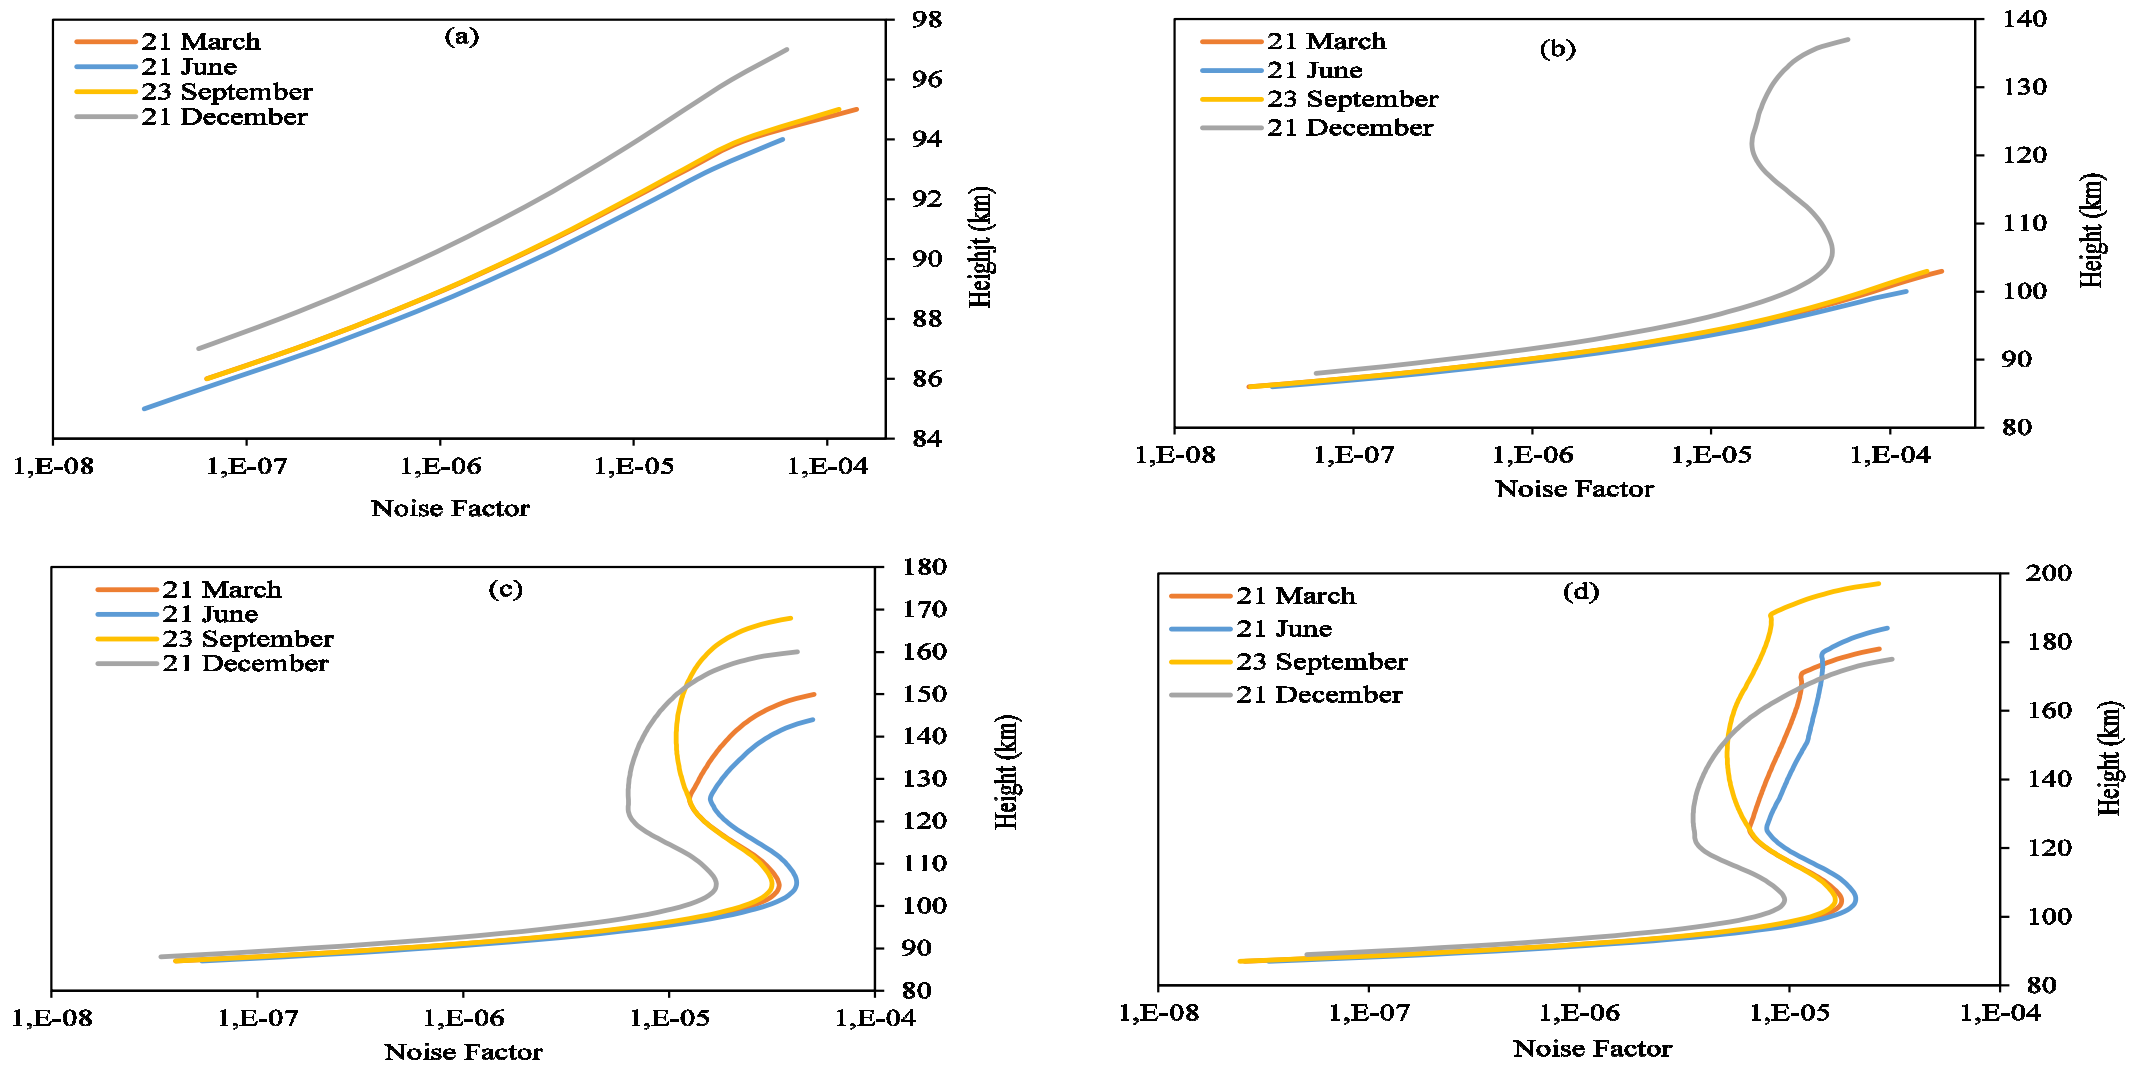 (a)
21 March
21 June
23 September
21 December
98
96
94
92
90
88
86
84
Heighjt (km)
1,E-08 1,E-07 1,E-06 1,E-05 1,E-04
Noise Factor
(b)
21 March
21 June
23 September
21 December
140
130
120
110
100
90
80
Height (km)
1,E-08 1,E-07 1,E-06 1,E-05 1,E-04
Noise Factor
(c)
21 March
21 June
23 September
21 December
180
170
160
150
140
130
120
110
100
90
80
Height (km)
1,E-08 1,E-07 1,E-06 1,E-05 1,E-04
Noise Factor
(d)
21 March
21 June
23 September
21 December
200
180
160
140
120
100
80
Height (km)
1,E-08 1,E-07 1,E-06 1,E-05 1,E-04
Noise Factor